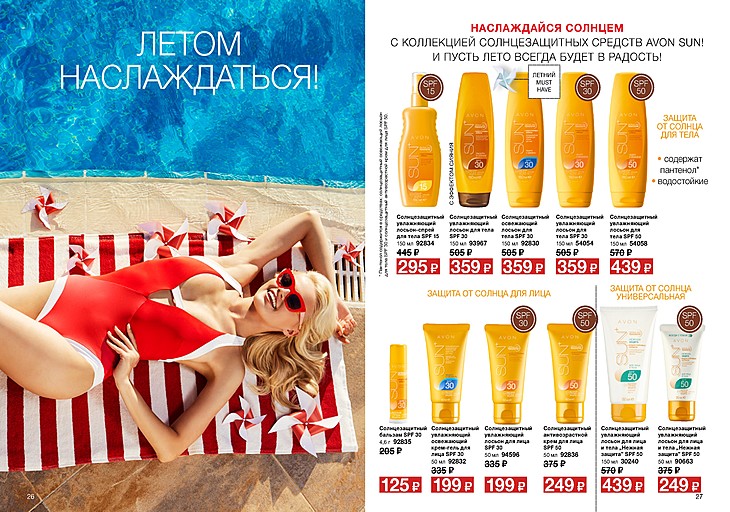 ЛЕТОМ
НАСЛАЖДАТЬСЯ!
26
НАСЛАЖДАЙСЯ СОЛНЦЕМ
С КОЛЛЕКЦИЕЙ СОЛНЦЕЗАЩИТНЫХ СРЕДСТВ AVON SUN!
И ПУСТЬ ЛЕТО ВСЕГДА БУДЕТ В РАДОСТЬ!
SPF
15
ЛЕТНИЙ
MUST
HAVE
SPF
30
SPF
50
С ЭФФЕКТОМ СИЯНИЯ
ЗАЩИТА
ОТ СОЛНЦА
ДЛЯ ТЕЛА
• содержат
пантенол*
• водостойкие
Солнцезащитный
увлажняющий
лосьон-спрей
для тела SPF 15
150 мл 92834
445 ₽
295 ₽
Солнцезащитный
увлажняющий
лосьон для тела
SPF 30
150 мл 93967
505 ₽
359 ₽
Солнцезащитный
освежающий
лосьон для
тела SPF 30
150 мл 92830
505 ₽
359 ₽
Солнцезащитный
увлажняющий
лосьон для
тела SPF 30
150 мл 54054
505 ₽
359 ₽
Солнцезащитный
увлажняющий
лосьон для
тела SPF 50
150 мл 54058
570 ₽
439 ₽
ЗАЩИТА ОТ СОЛНЦА ДЛЯ ЛИЦА
SPF
30
SPF
50
Солнцезащитный
бальзам SPF 30
4,6 г 92835
205 ₽
125 ₽
Солнцезащитный
увлажняющий
освежающий
крем-гель для
лица SPF 30
50 мл 92832
335 ₽
199 ₽
Солнцезащитный
увлажняющий
лосьон для лица
SPF 30
50 мл 94596
335 ₽
199 ₽
Солнцезащитный
антивозрастной
крем для лица
SPF 50
50 мл 92836
375 ₽
249 ₽
ЗАЩИТА ОТ СОЛНЦА
УНИВЕРСАЛЬНАЯ
SPF
50
Солнцезащитный
увлажняющий
лосьон для лица
и тела „Нежная
защита“ SPF 50
150 мл 30240
570 ₽
439 ₽
Солнцезащитный
увлажняющий
лосьон для лица
и тела „Нежная
защита“ SPF 50
50 мл 90663
375 ₽
249 ₽
27